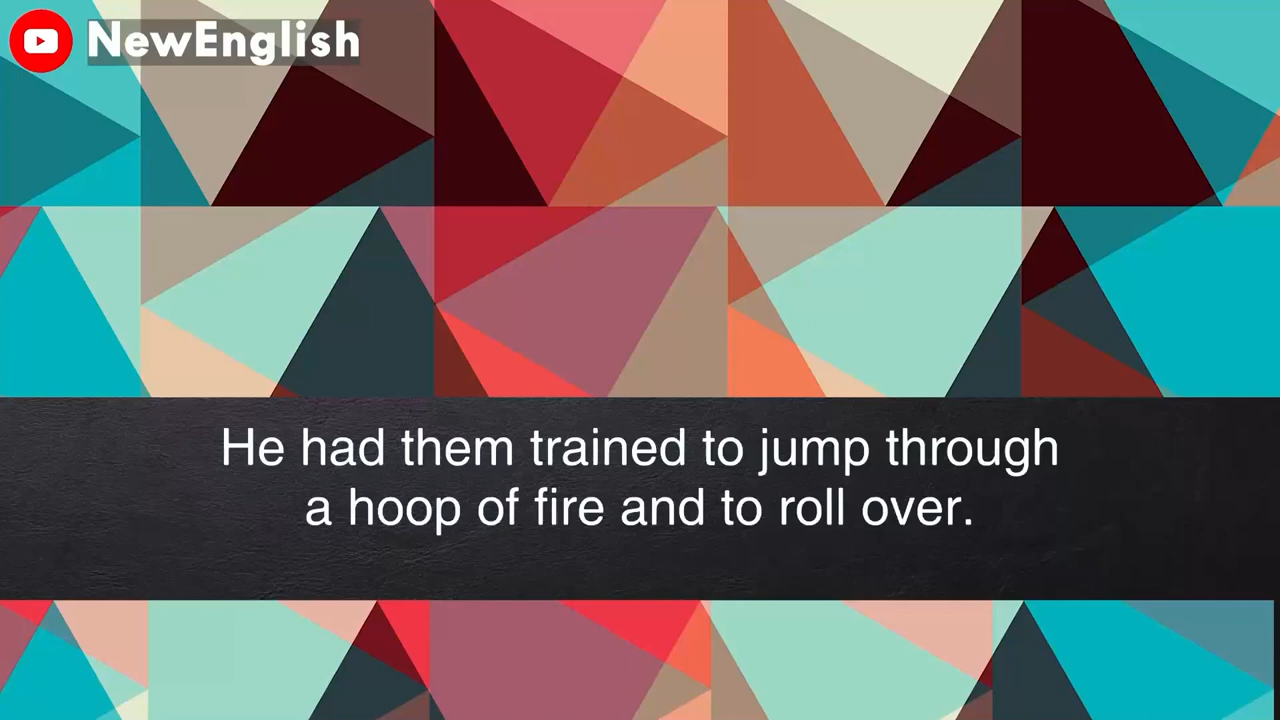 NewEnglish
He had them trained to jump through
a hoop of fire and to roll over.